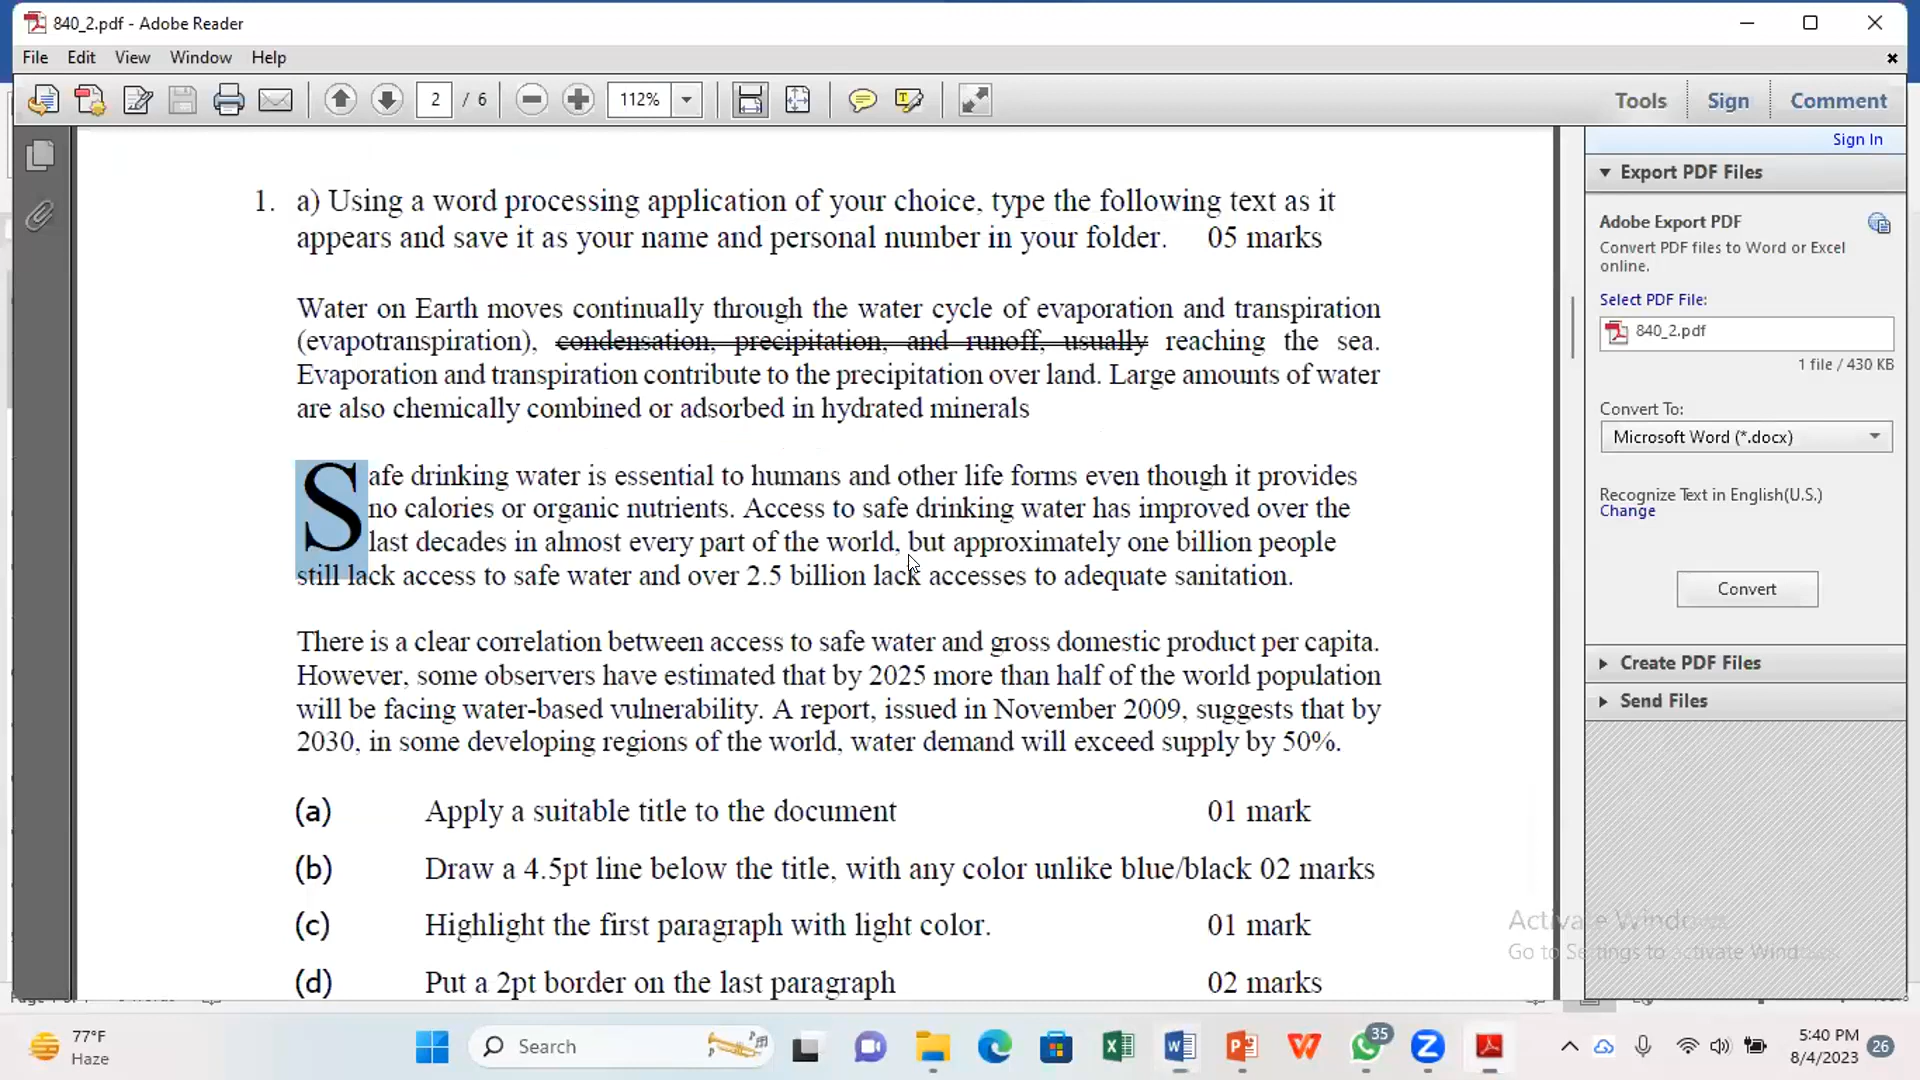 840_2.pdf - Adobe Reader
File Edit View Window Help
2 / 6 112% Tools Sign Comment
Sign In
Export PDF Files
Adobe Export PDF
Convert PDF files to Word or Excel
online.
Select PDF File:
840_2.pdf
1 file / 430 KB
Convert To:
Microsoft Word (*.docx)
Recognize Text in English(U.S.)
Change
Convert
Create PDF Files
Send Files
1. a) Using a word processing application of your choice, type the following text as it
appears and save it as your name and personal number in your folder. 05 marks
Water on Earth moves continually through the water cycle of evaporation and transpiration
(evapotranspiration), condensation, precipitation, and runoff, usually reaching the sea.
Evaporation and transpiration contribute to the precipitation over land. Large amounts of water
are also chemically combined or adsorbed in hydrated minerals
Safe drinking water is essential to humans and other life forms even though it provides
no calories or organic nutrients. Access to safe drinking water has improved over the
last decades in almost every part of the world, but approximately one billion people
still lack access to safe water and over 2.5 billion lack accesses to adequate sanitation.
There is a clear correlation between access to safe water and gross domestic product per capita.
However, some observers have estimated that by 2025 more than half of the world population
will be facing water-based vulnerability. A report, issued in November 2009, suggests that by
2030, in some developing regions of the world, water demand will exceed supply by 50%.
(a) Apply a suitable title to the document 01 mark
(b) Draw a 4.5pt line below the title, with any color unlike blue/black 02 marks
(c) Highlight the first paragraph with light color. 01 mark
(d) Put a 2pt border on the last paragraph 02 marks
Activate Windows
Go to Settings to activate Windows.
77°F
Haze
Search
35
5:40 PM
8/4/2023
26